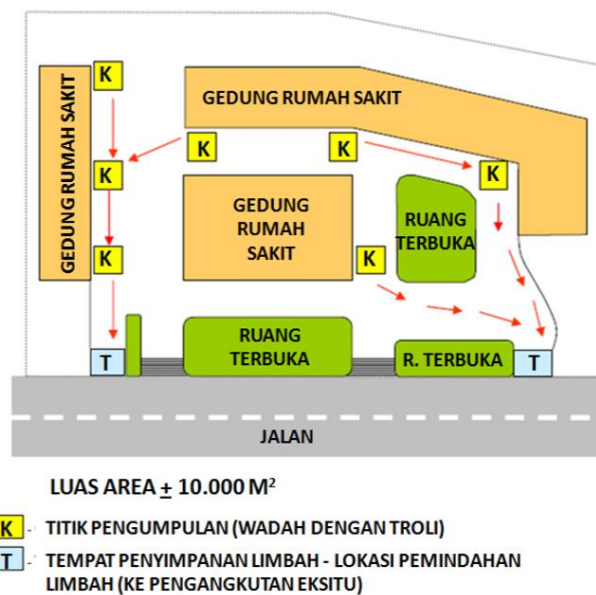 K
GEDUNG RUMAH SAKIT
GEDUNG RUMAH SAKIT
K
K
K
K
GEDUNG
RUMAH
SAKIT
RUANG
TERBUKA
K
K
RUANG
TERBUKA
R. TERBUKA
T
T
JALAN
LUAS AREA ± 10.000 M²
K - TITIK PENGUMPULAN (WADAH DENGAN TROLI)
T - TEMPAT PENYIMPANAN LIMBAH - LOKASI PEMINDAHAN
LIMBAH (KE PENGANGKUTAN EKSITU)